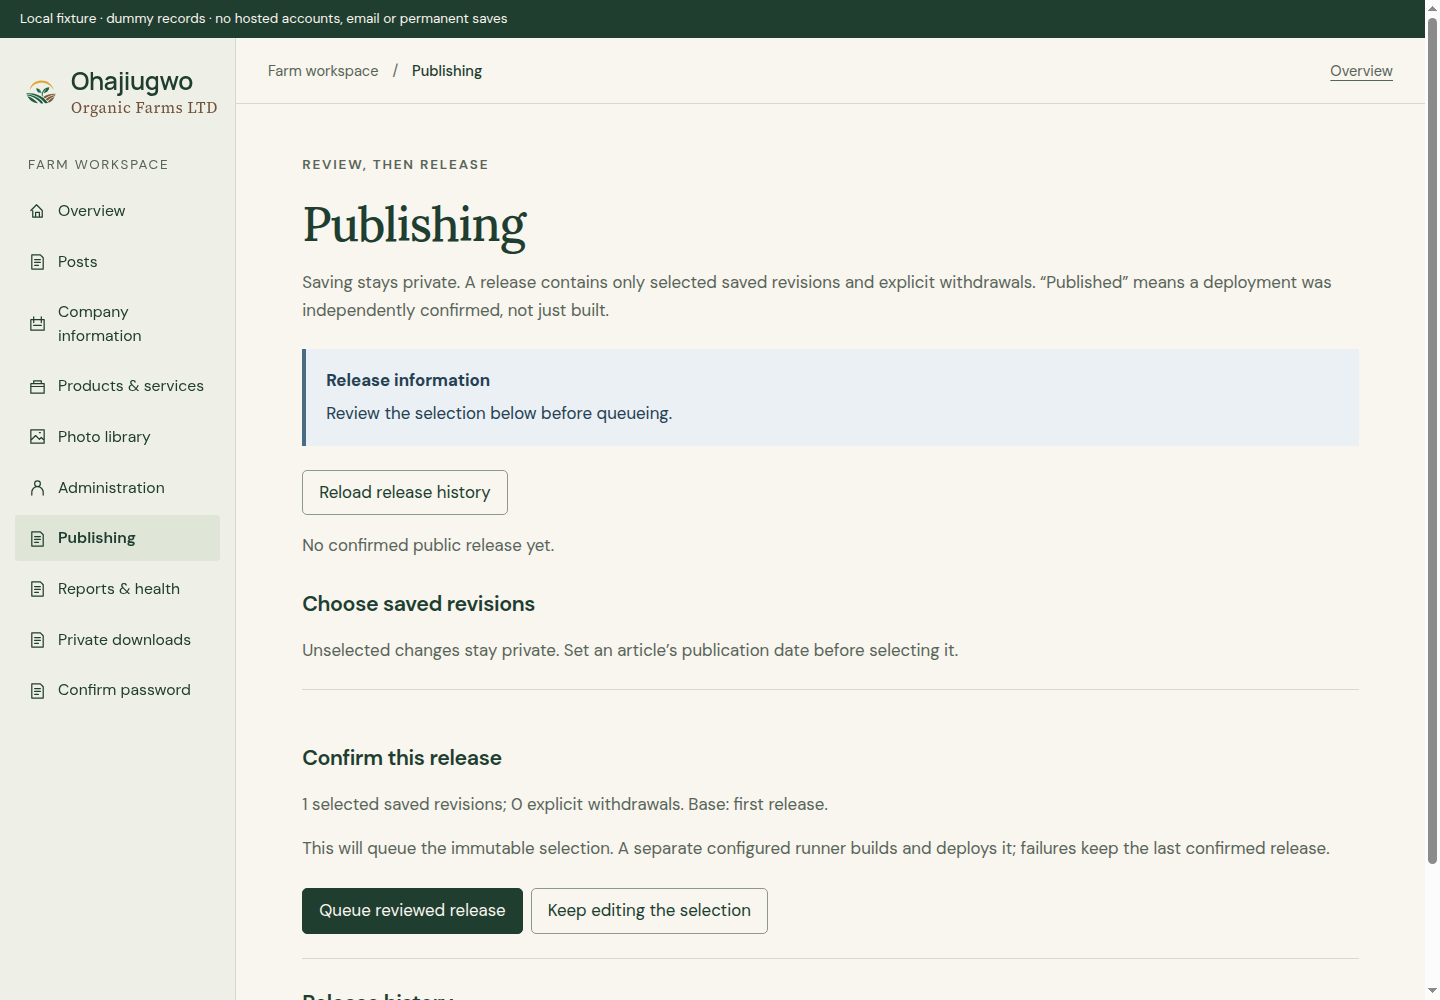 Local fixture · dummy records · no hosted accounts, email or permanent saves
Ohajiugwo
Organic Farms LTD
FARM WORKSPACE
Overview
Posts
Company
information
Products & services
Photo library
Administration
Publishing
Reports & health
Private downloads
Confirm password
Farm workspace / Publishing
Overview
REVIEW, THEN RELEASE
Publishing
Saving stays private. A release contains only selected saved revisions and explicit withdrawals. “Published” means a deployment was
independently confirmed, not just built.
Release information
Review the selection below before queueing.
Reload release history
No confirmed public release yet.
Choose saved revisions
Unselected changes stay private. Set an article’s publication date before selecting it.
Confirm this release
1 selected saved revisions; 0 explicit withdrawals. Base: first release.
This will queue the immutable selection. A separate configured runner builds and deploys it; failures keep the last confirmed release.
Queue reviewed release
Keep editing the selection
Release history